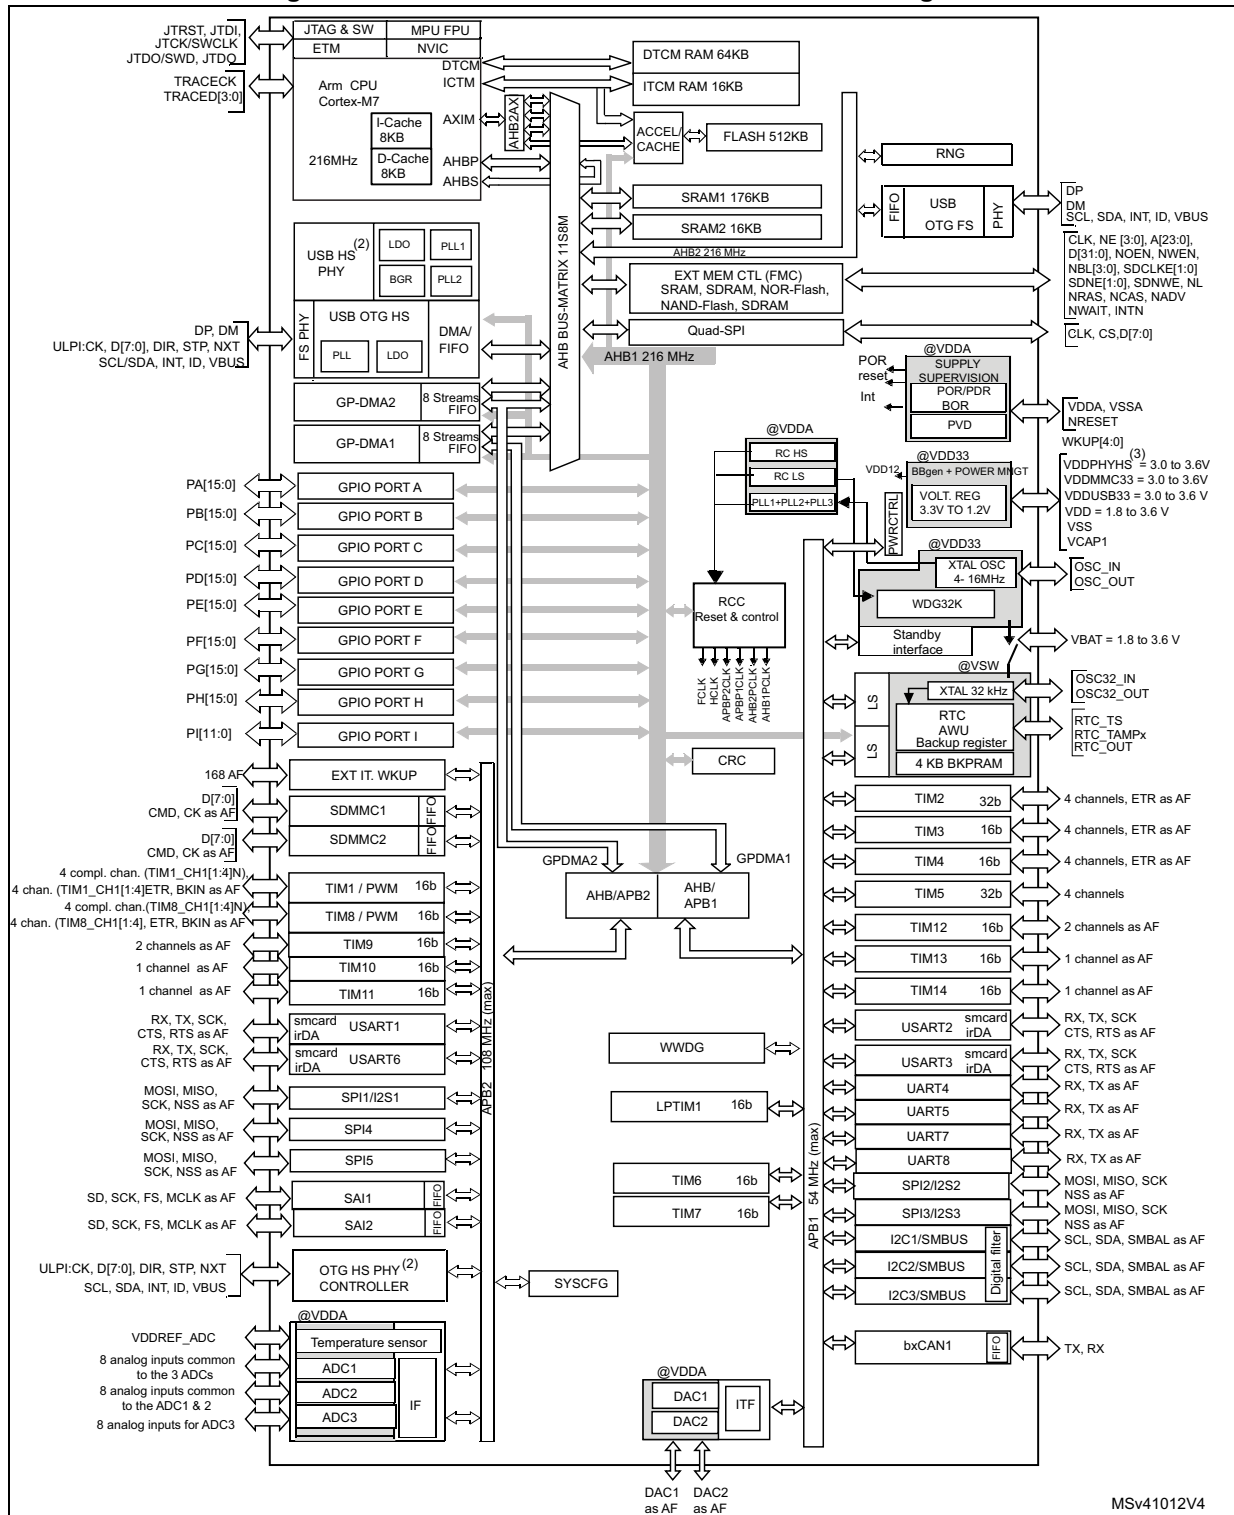 JTRST, JTDI,
JTCK/SWCLK
JTDO/SWD, JTDO
TRACECK
TRACED[3:0]
JTAG & SW
MPU FPU
ETM
NVIC
DTCM
ICTM
Arm CPU
Cortex-M7
AXIM
I-Cache
8KB
216MHz
D-Cache
8KB
AHBP
AHBS
AHB2AX
AHB BUS-MATRIX 11S8M
DTCM RAM 64KB
ITCM RAM 16KB
ACCEL/
CACHE
FLASH 512KB
SRAM1 176KB
SRAM2 16KB
AHB2 216 MHz
EXT MEM CTL (FMC)
SRAM, SDRAM, NOR-Flash,
NAND-Flash, SDRAM
Quad-SPI
AHB1 216 MHz
RNG
FIFO
USB
OTG FS
PHY
DP
DM
SCL, SDA, INT, ID, VBUS
CLK, NE [3:0], A[23:0],
D[31:0], NOEN, NWEN,
NBL[3:0], SDCLKE[1:0]
SDNE[1:0], SDNWE, NL
NRAS, NCAS, NADV
NWAIT, INTN
CLK, CS,D[7:0]
USB HS
(2)
PHY
LDO
PLL1
BGR
PLL2
DP, DM
ULPI:CK, D[7:0], DIR, STP, NXT
SCL/SDA, INT, ID, VBUS
FS PHY
USB OTG HS
PLL
LDO
DMA/
FIFO
GP-DMA2
8 Streams
FIFO
GP-DMA1
8 Streams
FIFO
@VDDA
POR
reset
Int
SUPPLY
SUPERVISION
POR/PDR
BOR
PVD
VDDA, VSSA
NRESET
WKUP[4:0]
@VDDA
RC HS
RC LS
PLL1+PLL2+PLL3
@VDD33
VDD12
BBgen + POWER MNGT
VOLT. REG
3.3V TO 1.2V
PWRCTRL
(3)
VDDPHYHS = 3.0 to 3.6V
VDDMMC33 = 3.0 to 3.6V
VDDUSB33 = 3.0 to 3.6 V
VDD = 1.8 to 3.6 V
VSS
VCAP1
@VDD33
XTAL OSC
4- 16MHz
WDG32K
OSC_IN
OSC_OUT
Standby
interface
VBAT = 1.8 to 3.6 V
@VSW
LS
LS
XTAL 32 kHz
RTC
AWU
Backup register
4 KB BKPRAM
OSC32_IN
OSC32_OUT
RTC_TS
RTC_TAMPx
RTC_OUT
RCC
Reset & control
FCLK
HCLK
APBP2CLK
APBP1CLK
AHB2PCLK
AHB1PCLK
CRC
PA[15:0]
GPIO PORT A
PB[15:0]
GPIO PORT B
PC[15:0]
GPIO PORT C
PD[15:0]
GPIO PORT D
PE[15:0]
GPIO PORT E
PF[15:0]
GPIO PORT F
PG[15:0]
GPIO PORT G
PH[15:0]
GPIO PORT H
PI[11:0]
GPIO PORT I
168 AF
EXT IT. WKUP
D[7:0]
CMD, CK as AF
SDMMC1
FIFO
D[7:0]
CMD, CK as AF
SDMMC2
FIFO
4 compl. chan. (TIM1_CH1[1:4]N),
4 chan. (TIM1_CH1[1:4]ETR, BKIN as AF
TIM1 / PWM 16b
4 compl. chan.(TIM8_CH1[1:4]N),
4 chan. (TIM8_CH1[1:4], ETR, BKIN as AF
TIM8 / PWM 16b
2 channels as AF
TIM9 16b
1 channel as AF
TIM10 16b
1 channel as AF
TIM11 16b
RX, TX, SCK,
CTS, RTS as AF
smcard
irDA
USART1
RX, TX, SCK,
CTS, RTS as AF
smcard
irDA
USART6
MOSI, MISO,
SCK, NSS as AF
SPI1/I2S1
MOSI, MISO,
SCK, NSS as AF
SPI4
MOSI, MISO,
SCK, NSS as AF
SPI5
SD, SCK, FS, MCLK as AF
SAI1
FIFO
SD, SCK, FS, MCLK as AF
SAI2
FIFO
ULPI:CK, D[7:0], DIR, STP, NXT
SCL, SDA, INT, ID, VBUS
OTG HS PHY (2)
CONTROLLER
SYSCFG
@VDDA
VDDREF_ADC
Temperature sensor
8 analog inputs common
to the 3 ADCs
ADC1
8 analog inputs common
to the ADC1 & 2
ADC2
8 analog inputs for ADC3
ADC3
IF
APB2 108 MHz (max)
GPDMA2
GPDMA1
AHB/APB2
AHB/
APB1
WWDG
LPTIM1 16b
TIM6 16b
TIM7 16b
APB1 54 MHz (max)
@VDDA
DAC1
DAC2
ITF
DAC1
as AF
DAC2
as AF
TIM2 32b
4 channels, ETR as AF
TIM3 16b
4 channels, ETR as AF
TIM4 16b
4 channels, ETR as AF
TIM5 32b
4 channels
TIM12 16b
2 channels as AF
TIM13 16b
1 channel as AF
TIM14 16b
1 channel as AF
USART2
smcard
irDA
RX, TX, SCK
CTS, RTS as AF
USART3
smcard
irDA
RX, TX, SCK
CTS, RTS as AF
UART4
RX, TX as AF
UART5
RX, TX as AF
UART7
RX, TX as AF
UART8
RX, TX as AF
SPI2/I2S2
MOSI, MISO, SCK
NSS as AF
SPI3/I2S3
MOSI, MISO, SCK
NSS as AF
I2C1/SMBUS
SCL, SDA, SMBAL as AF
I2C2/SMBUS
SCL, SDA, SMBAL as AF
I2C3/SMBUS
SCL, SDA, SMBAL as AF
Digital filter
bxCAN1
FIFO
TX, RX
MSv41012V4